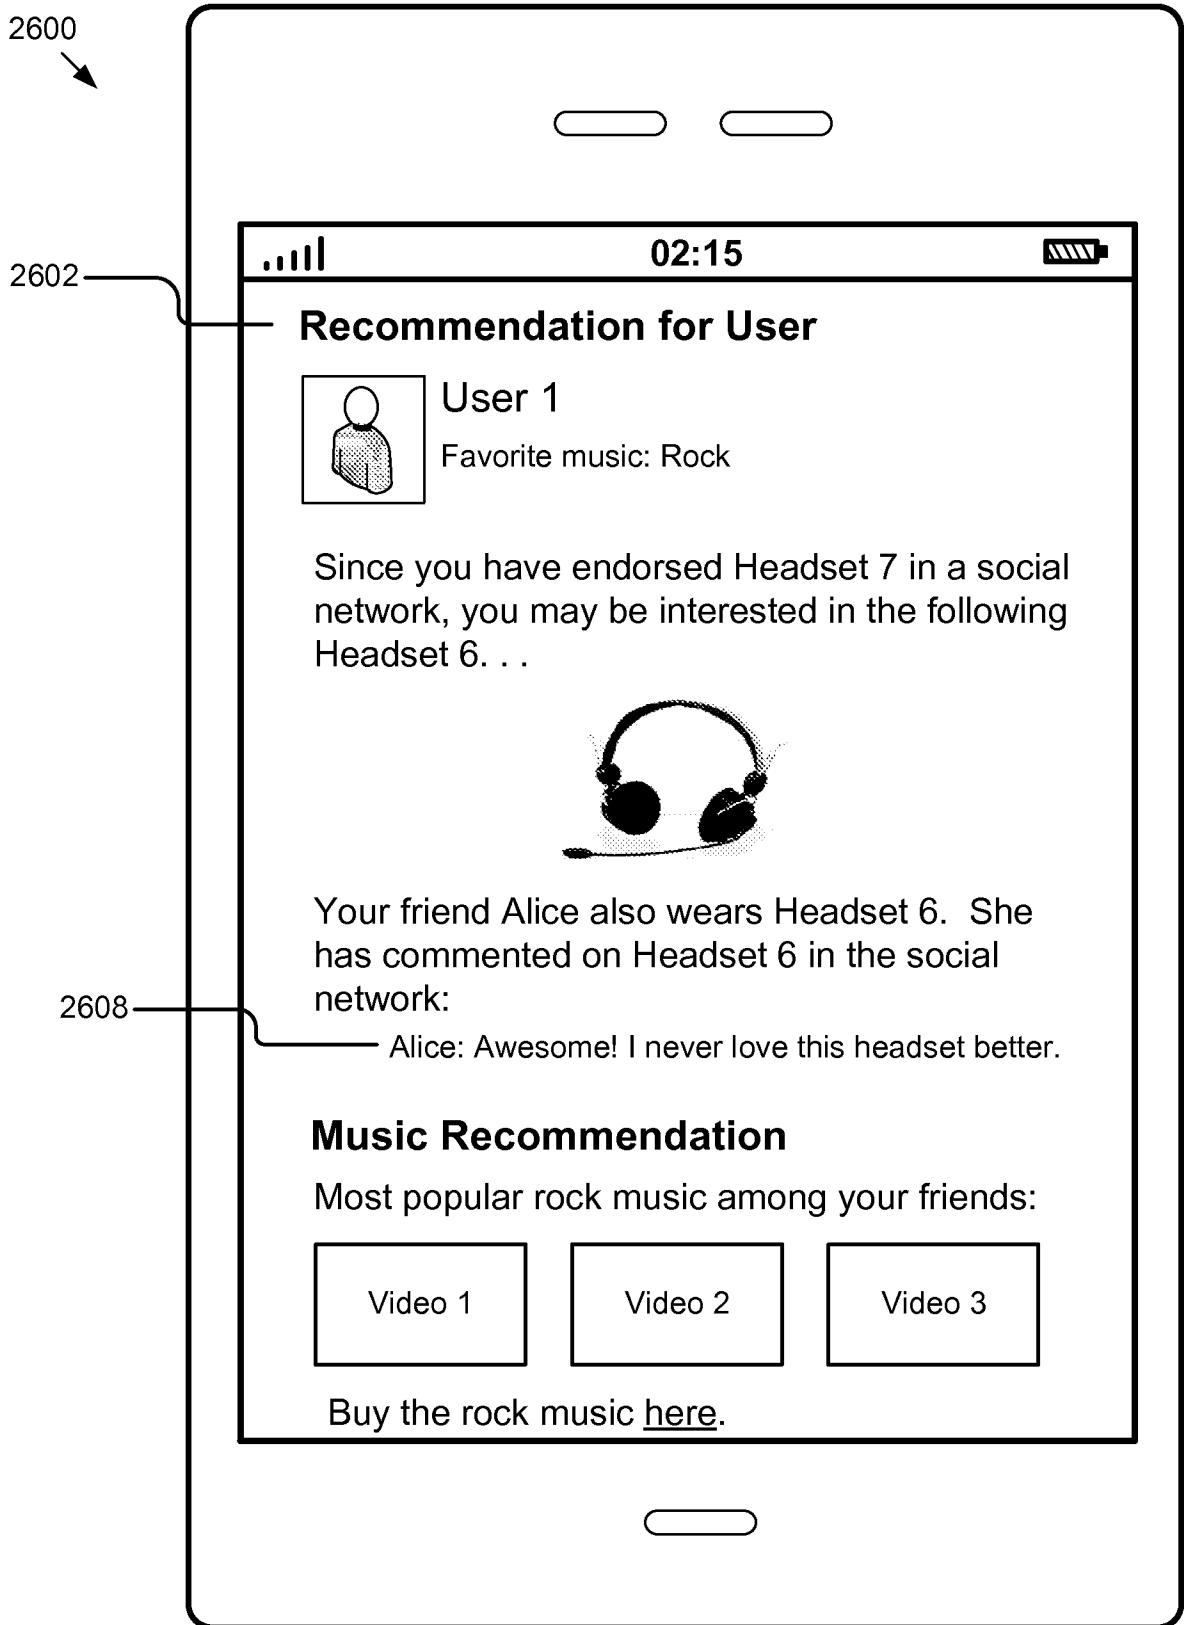 2600
02:15
2602
Recommendation for User
User 1
Favorite music: Rock
Since you have endorsed Headset 7 in a social
network, you may be interested in the following
Headset 6. . .
Your friend Alice also wears Headset 6.  She
has commented on Headset 6 in the social
network:
2608
Alice: Awesome! I never love this headset better.
Music Recommendation
Most popular rock music among your friends:
Video 1
Video 2
Video 3
Buy the rock music here.